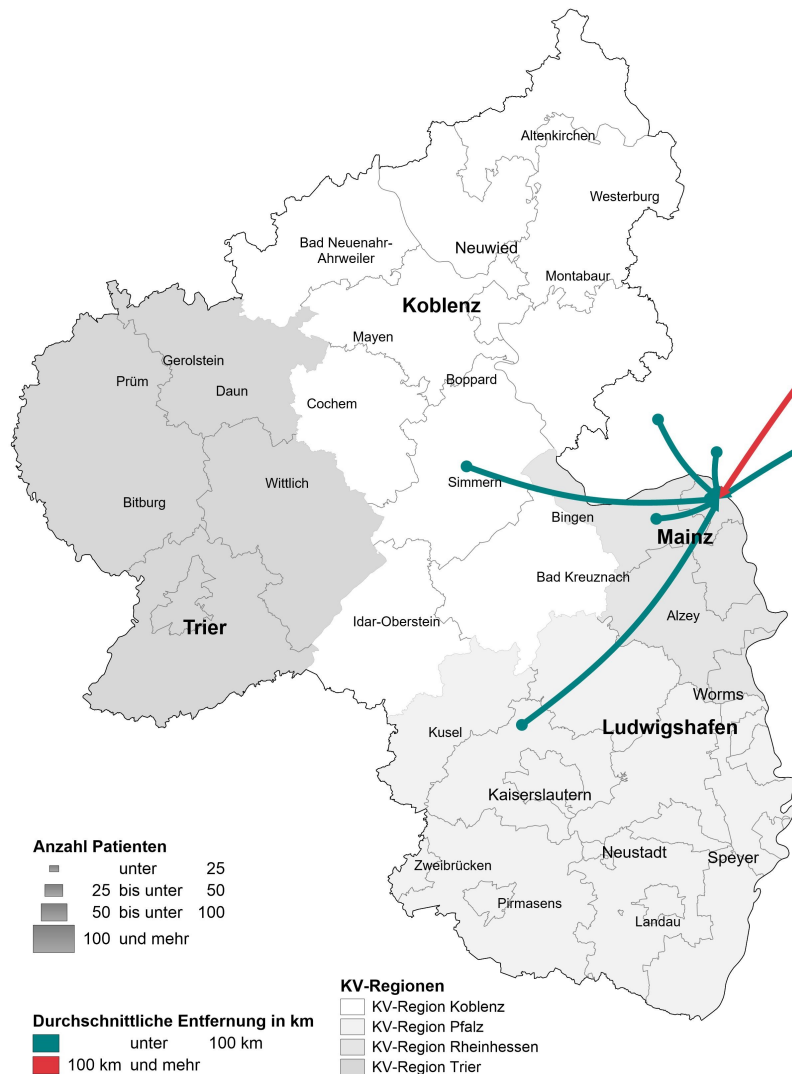 Altenkirchen
Westerburg
Bad Neuenahr-
Ahrweiler
Neuwied
Montabaur
Koblenz
Mayen
Gerolstein
Prüm
Daun
Boppard
Cochem
Simmern
Wittlich
Bitburg
Bingen
Mainz
Bad Kreuznach
Alzey
Idar-Oberstein
Trier
Worms
Ludwigshafen
Kusel
Kaiserslautern
Neustadt
Speyer
Zweibrücken
Pirmasens
Landau
Anzahl Patienten
unter 25
25 bis unter 50
50 bis unter 100
100 und mehr
Durchschnittliche Entfernung in km
unter 100 km
100 km und mehr
KV-Regionen
KV-Region Koblenz
KV-Region Pfalz
KV-Region Rheinhessen
KV-Region Trier